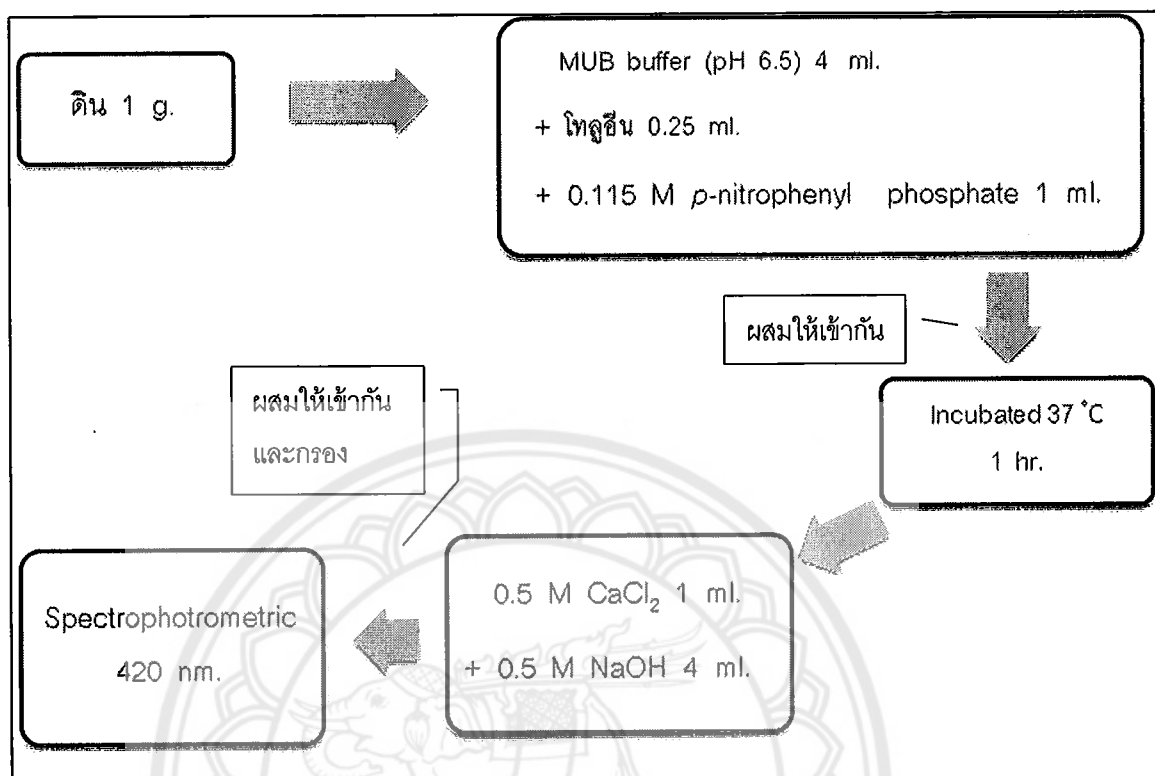 ดิน 1 g.
MUB buffer (pH 6.5) 4 ml.
+ โทลูอีน 0.25 ml.
+ 0.115 M p-nitrophenyl phosphate 1 ml.
ผสมให้เข้ากัน
Incubated 37 °C
1 hr.
0.5 M CaCl₂ 1 ml.
+ 0.5 M NaOH 4 ml.
ผสมให้เข้ากัน
และกรอง
Spectrophotrometric
420 nm.